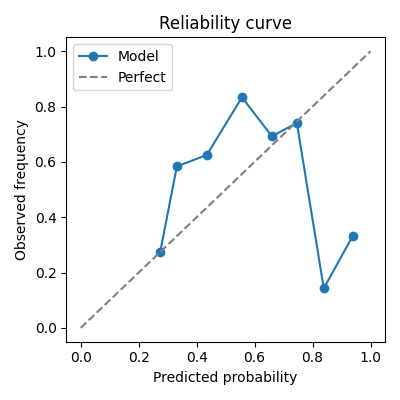 Reliability curve
Model
Perfect
1.0
0.8
0.6
0.4
0.2
0.0
Observed frequency
0.0 0.2 0.4 0.6 0.8 1.0
Predicted probability